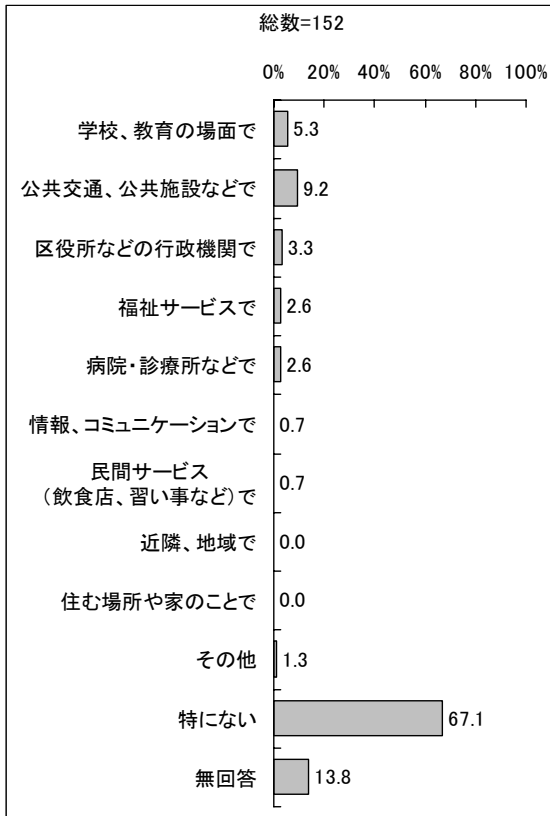 総数=152
0% 20% 40% 60% 80% 100%
学校、教育の場面で 5.3
公共交通、公共施設などで 9.2
区役所などの行政機関で 3.3
福祉サービスで 2.6
病院・診療所などで 2.6
情報、コミュニケーションで 0.7
民間サービス
（飲食店、習い事など）で 0.7
近隣、地域で 0.0
住む場所や家のことで 0.0
その他 1.3
特にない 67.1
無回答 13.8